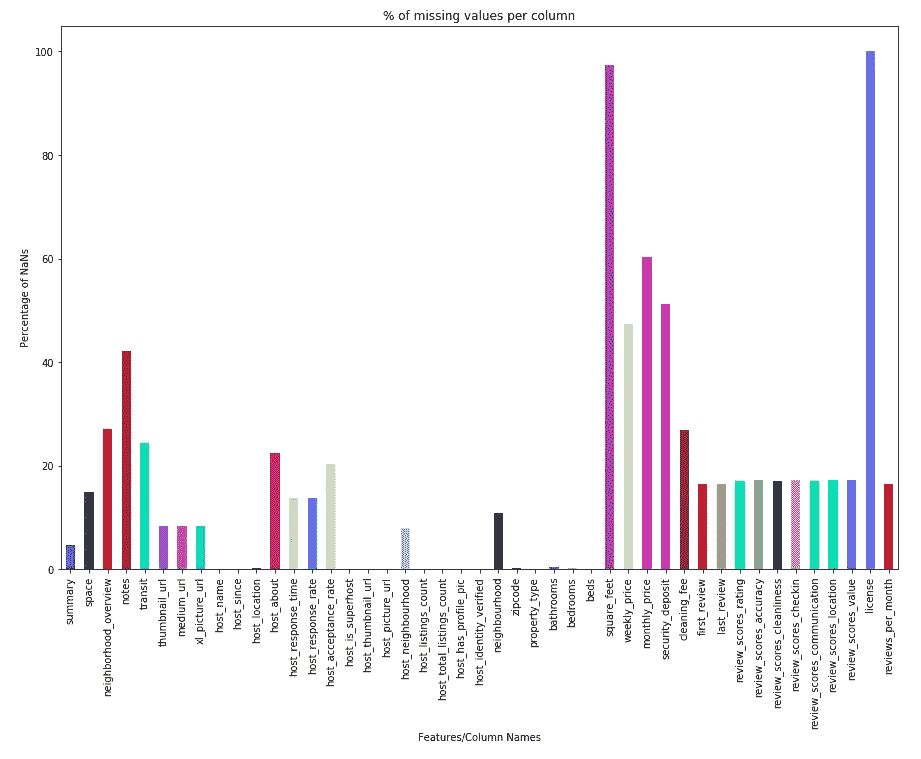 % of missing values per column
Percentage of NaNs
100
80
60
40
20
0
summary
space
neighborhood_overview
notes
transit
thumbnail_url
medium_url
xl_picture_url
host_name
host_since
host_location
host_about
host_response_time
host_response_rate
host_acceptance_rate
host_is_superhost
host_thumbnail_url
host_picture_url
host_neighbourhood
host_listings_count
host_total_listings_count
host_has_profile_pic
host_identity_verified
neighbourhood
zipcode
property_type
bathrooms
bedrooms
beds
square_feet
weekly_price
monthly_price
security_deposit
cleaning_fee
first_review
last_review
review_scores_rating
review_scores_accuracy
review_scores_cleanliness
review_scores_checkin
review_scores_communication
review_scores_location
review_scores_value
license
reviews_per_month
Features/Column Names